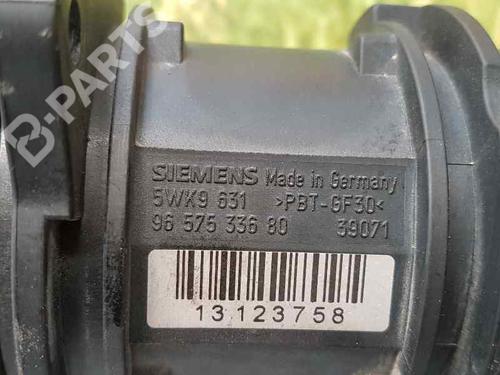 B-PARTS
SIEMENS Made in Germany
5WK9 631 >PBT-GF30<
96 575 336 80 39071
13123758